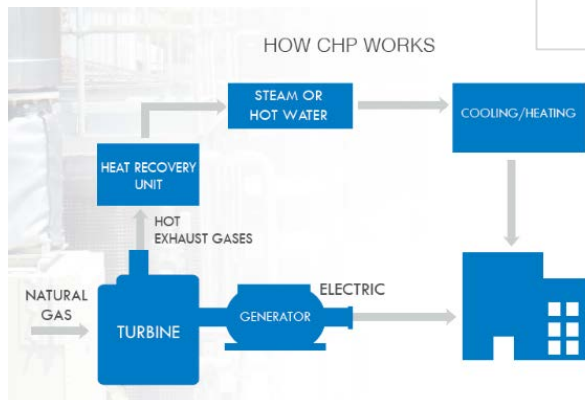 HOW CHP WORKS
STEAM OR
HOT WATER
COOLING/HEATING
HEAT RECOVERY
UNIT
HOT
EXHAUST GASES
NATURAL
GAS
TURBINE
GENERATOR
ELECTRIC